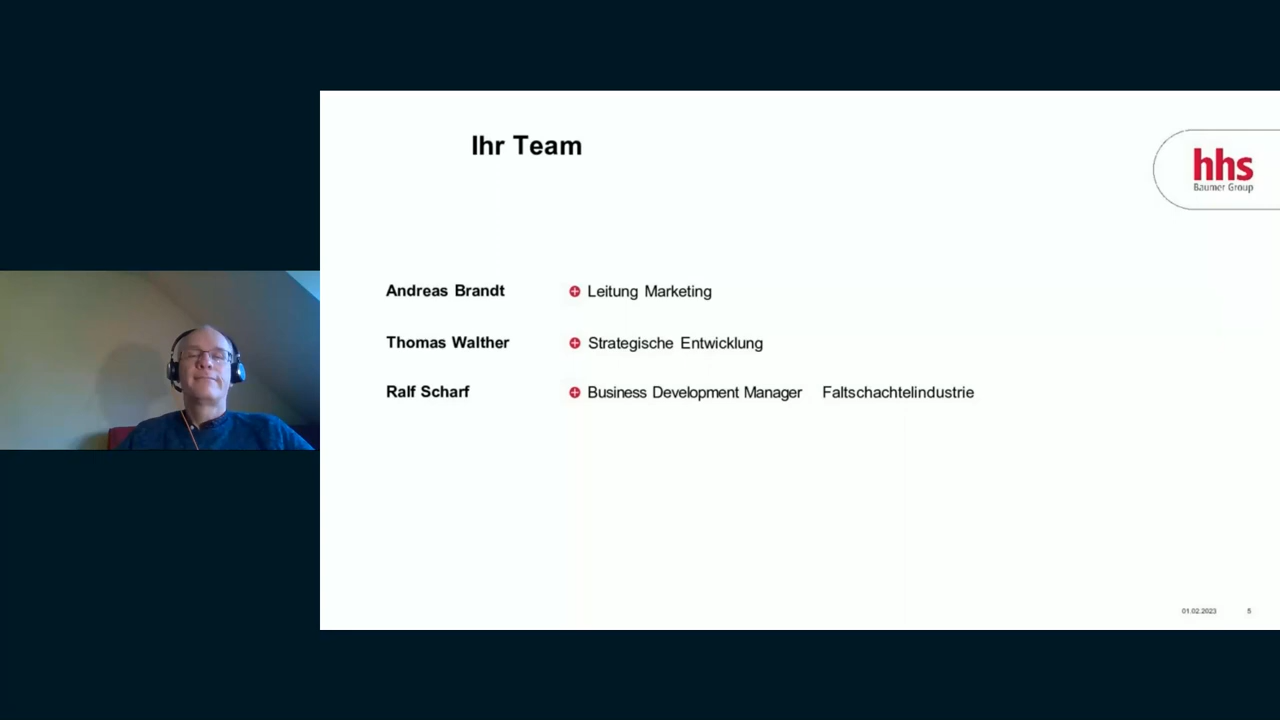 Ihr Team
hhs
Baumer Group
Andreas Brandt Leitung Marketing
Thomas Walther Strategische Entwicklung
Ralf Scharf Business Development Manager Faltschachtelindustrie
01.02.2023 5